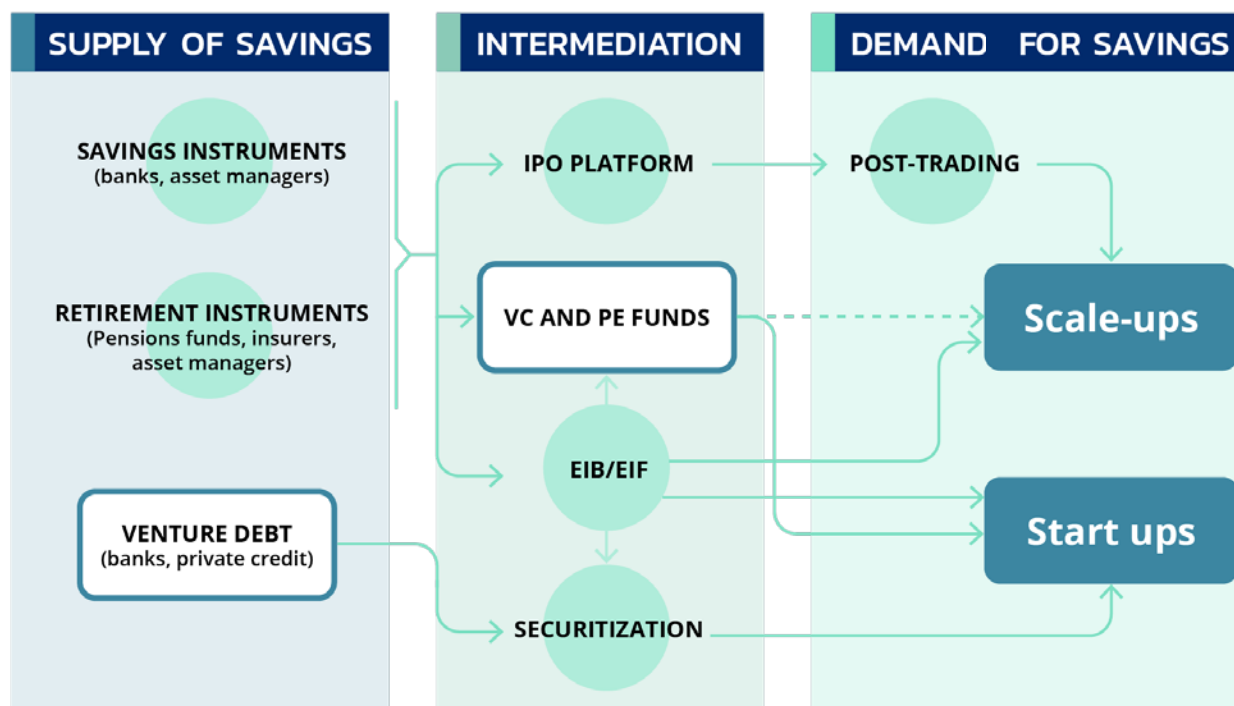 SUPPLY OF SAVINGS
SAVINGS INSTRUMENTS
(banks, asset managers)
RETIREMENT INSTRUMENTS
(Pensions funds, insurers,
asset managers)
VENTURE DEBT
(banks, private credit)
INTERMEDIATION
IPO PLATFORM
VC AND PE FUNDS
EIB/EIF
SECURITIZATION
DEMAND FOR SAVINGS
POST-TRADING
Scale-ups
Start ups